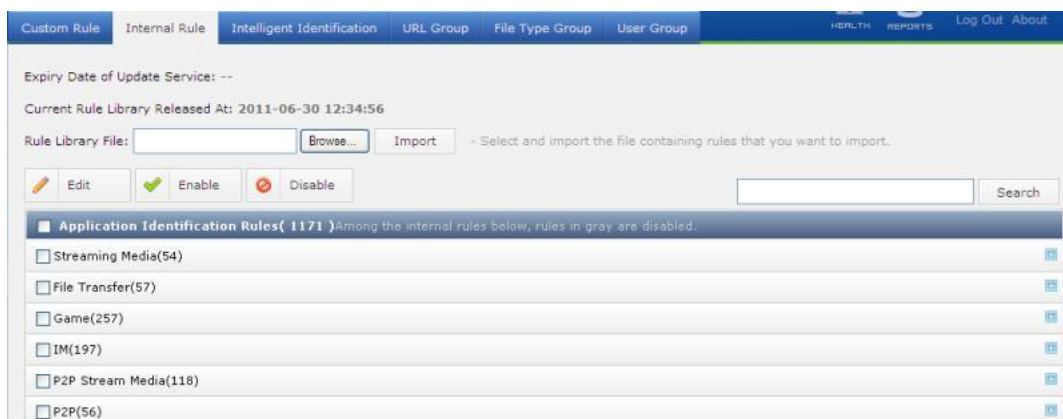 Custom Rule Internal Rule Intelligent Identification URL Group File Type Group User Group HEALTH REPORTS Log Out About
Expiry Date of Update Service: --
Current Rule Library Released At: 2011-06-30 12:34:56
Rule Library File: Browse... Import - Select and import the file containing rules that you want to import.
Edit Enable Disable Search
Application Identification Rules( 1171 )Among the internal rules below, rules in gray are disabled.
Streaming Media(54)
File Transfer(57)
Game(257)
IM(197)
P2P Stream Media(118)
P2P(56)